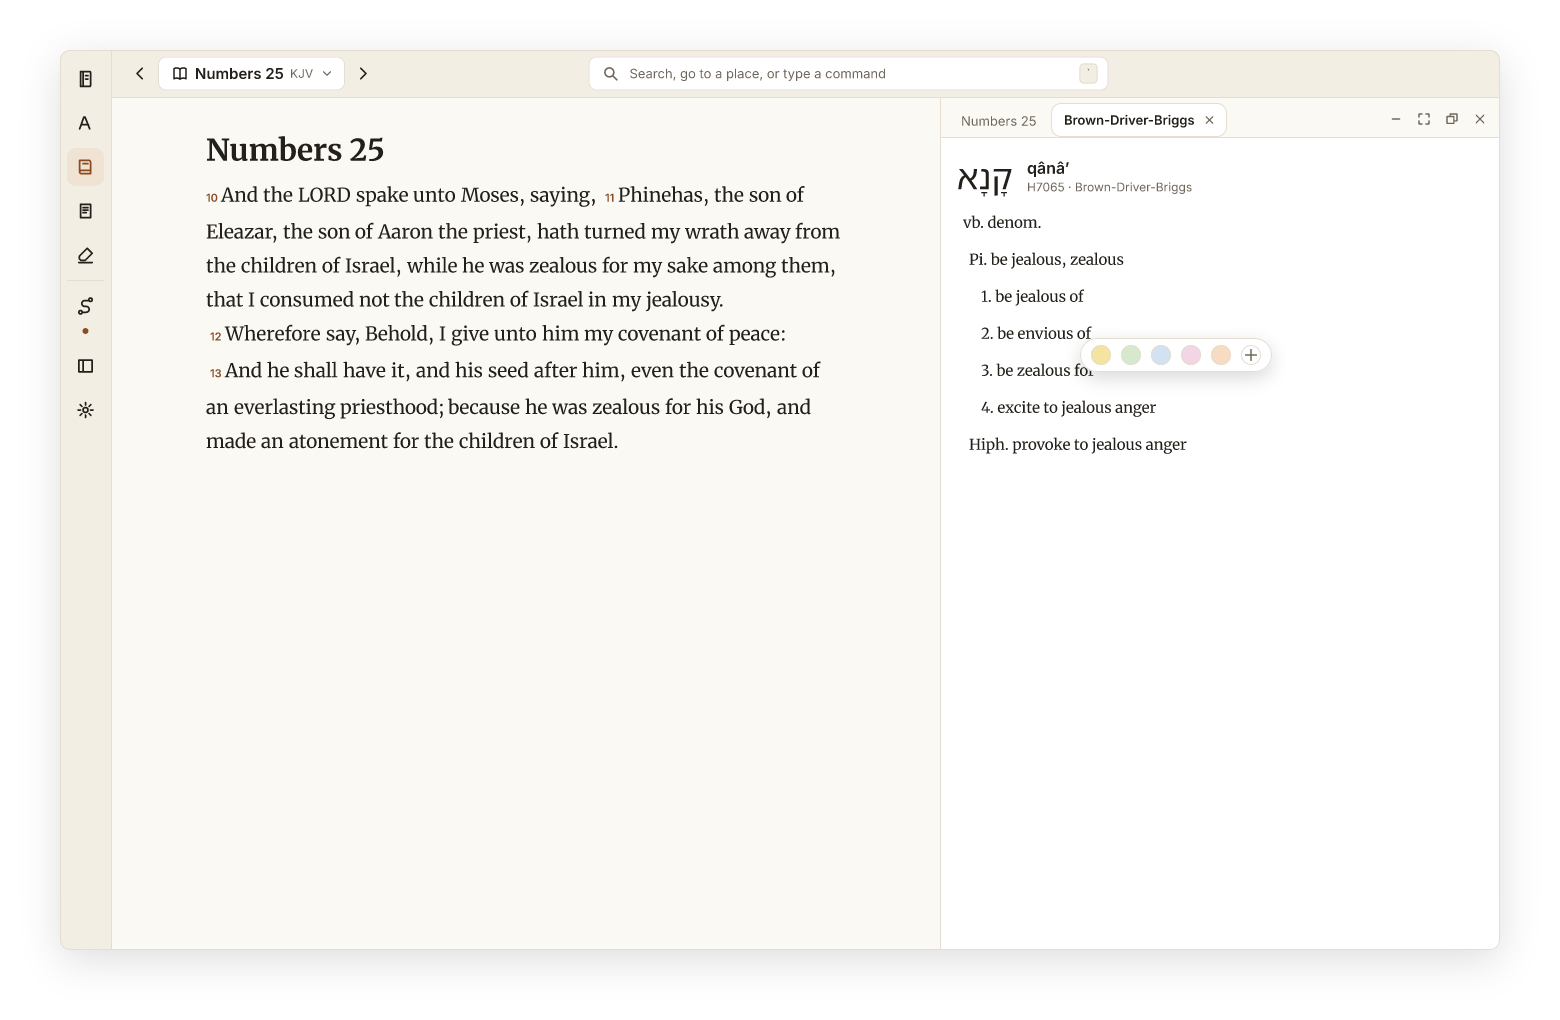 Numbers 25 KJV
Search, go to a place, or type a command
Numbers 25
10 And the LORD spake unto Moses, saying, 11 Phinehas, the son of
Eleazar, the son of Aaron the priest, hath turned my wrath away from
the children of Israel, while he was zealous for my sake among them,
that I consumed not the children of Israel in my jealousy.
12 Wherefore say, Behold, I give unto him my covenant of peace:
13 And he shall have it, and his seed after him, even the covenant of
an everlasting priesthood; because he was zealous for his God, and
made an atonement for the children of Israel.
Numbers 25
Brown-Driver-Briggs
קָנָא
qânâʼ
H7065 · Brown-Driver-Briggs
vb. denom.
Pi. be jealous, zealous
1. be jealous of
2. be envious of
3. be zealous for
4. excite to jealous anger
Hiph. provoke to jealous anger